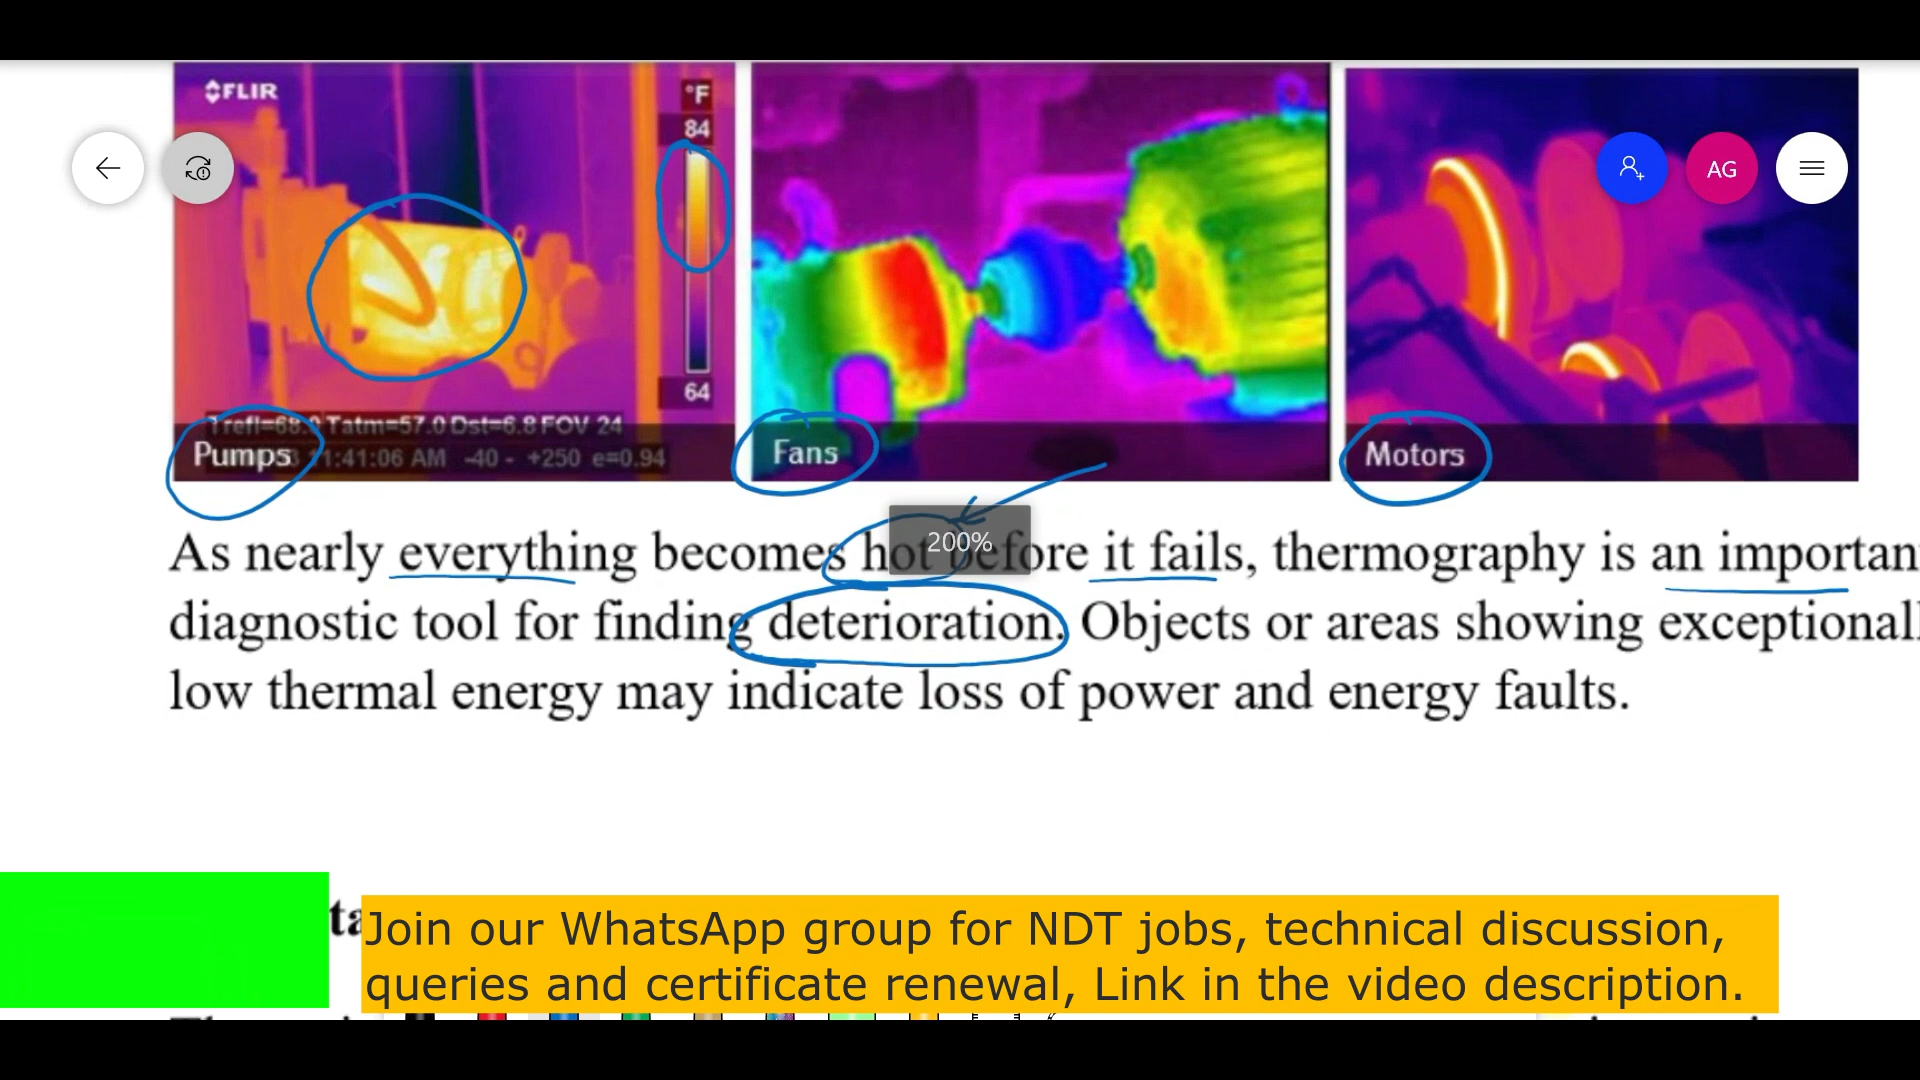 FLIR
°F
84
64
Trefl=68.0 Tatm=57.0 Dst=6.8 FOV 24
Pumps 11:41:06 AM -40 - +250 e=0.94
Fans
Motors
AG
200%
As nearly everything becomes hot before it fails, thermography is an importan
diagnostic tool for finding deterioration. Objects or areas showing exceptionall
low thermal energy may indicate loss of power and energy faults.
Join our WhatsApp group for NDT jobs, technical discussion,
queries and certificate renewal, Link in the video description.